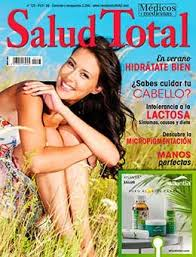 Médicos
y medicinas
Salud Total
En verano
HIDRÁTATE BIEN
¿Sabes cuidar tu
CABELLO?
Intolerancia a la
LACTOSA
Síntomas, causas y dieta
Descubre la
MICROPIGMENTACIÓN
MANOS
perfectas